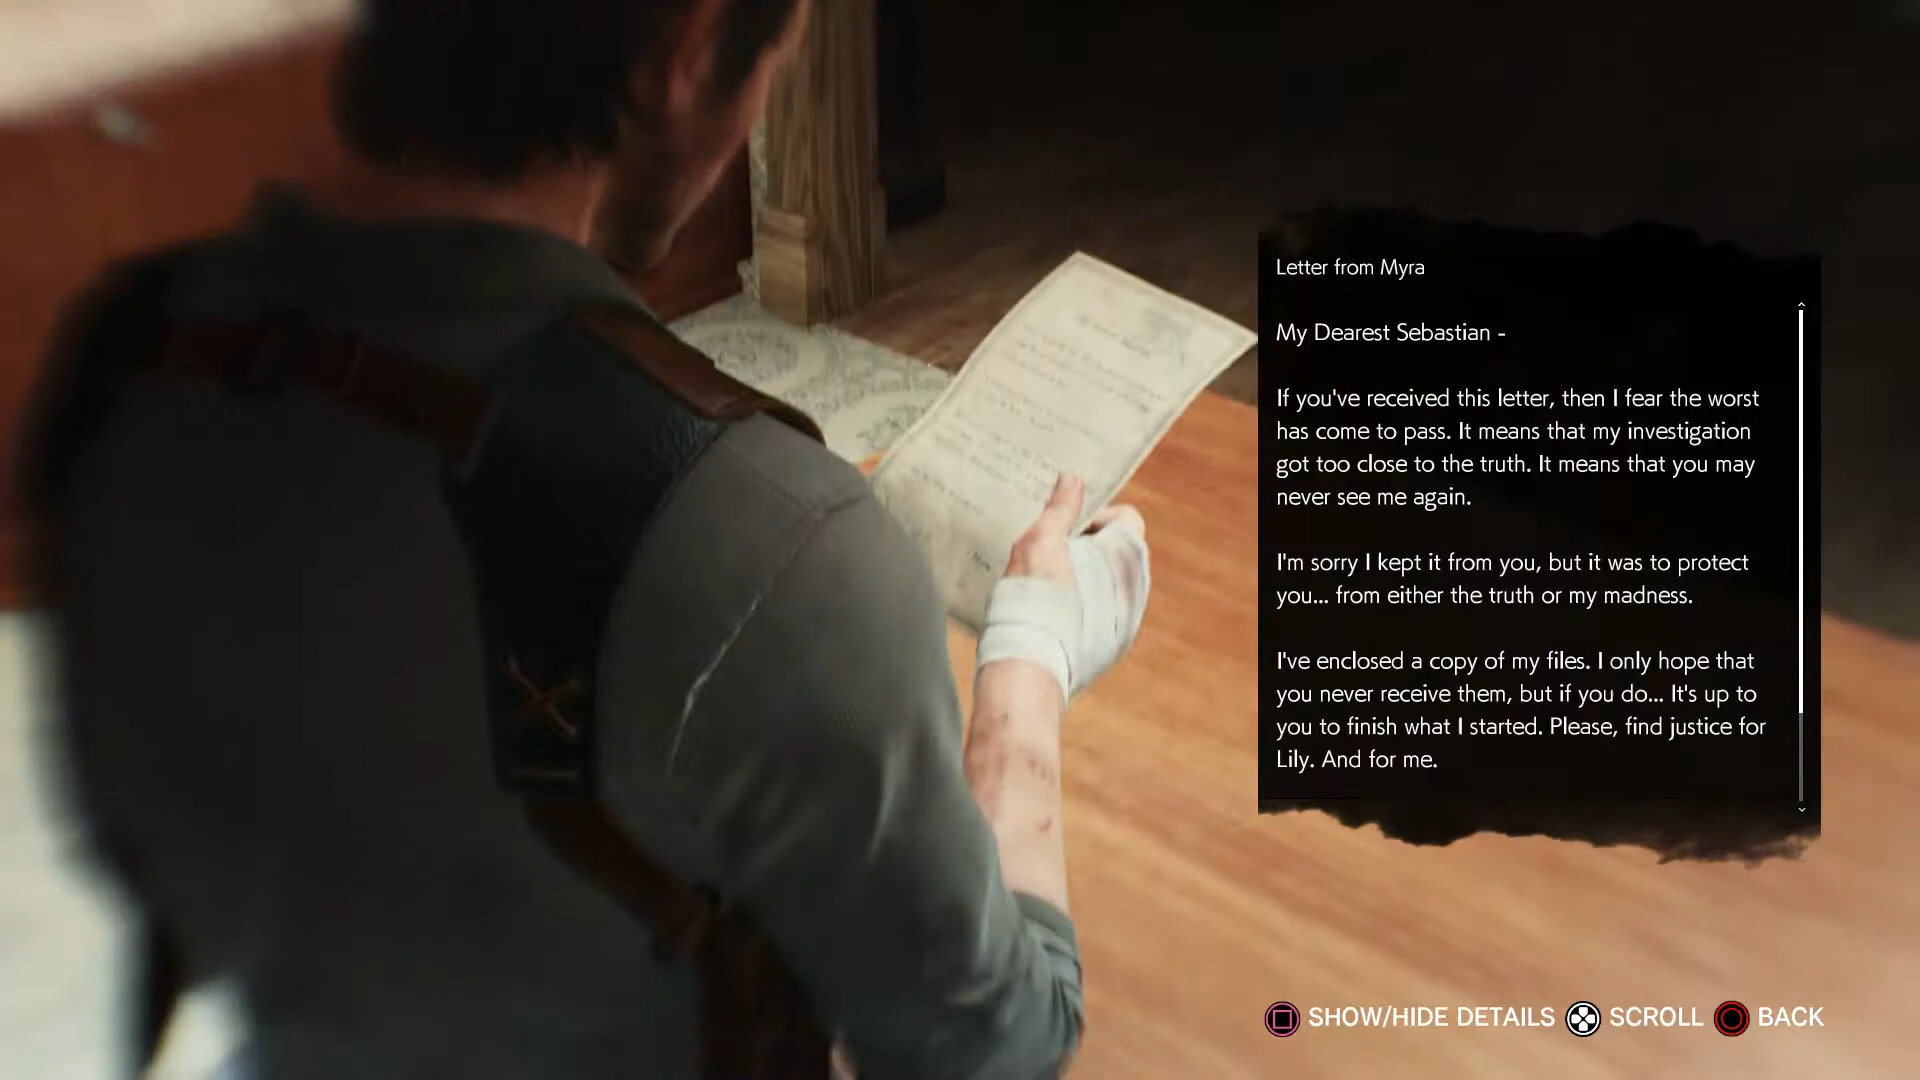 Letter from Myra
My Dearest Sebastian -
If you've received this letter, then I fear the worst
has come to pass. It means that my investigation
got too close to the truth. It means that you may
never see me again.
I'm sorry I kept it from you, but it was to protect
you... from either the truth or my madness.
I've enclosed a copy of my files. I only hope that
you never receive them, but if you do... It's up to
you to finish what I started. Please, find justice for
Lily. And for me.
SHOW/HIDE DETAILS SCROLL BACK